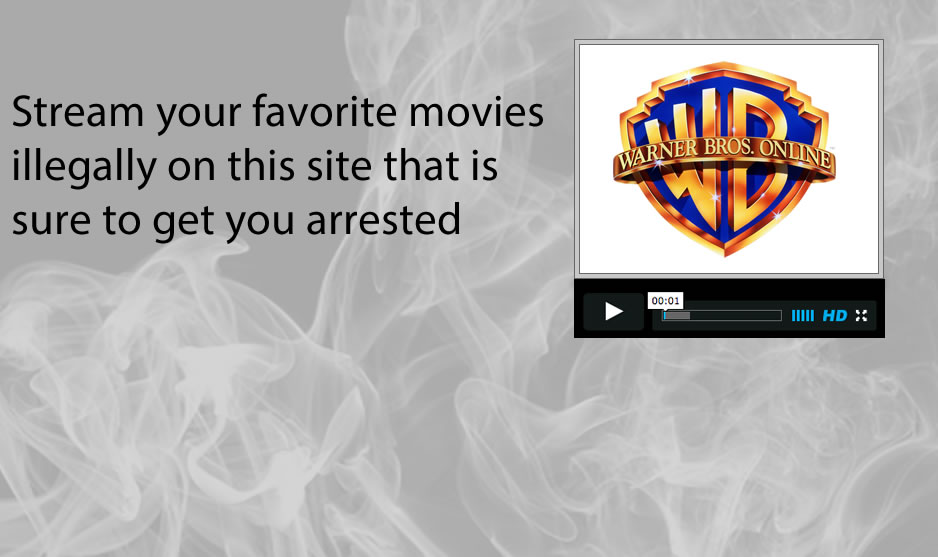 Stream your favorite movies
illegally on this site that is
sure to get you arrested
WB
WARNER BROS. ONLINE
00:01
HD